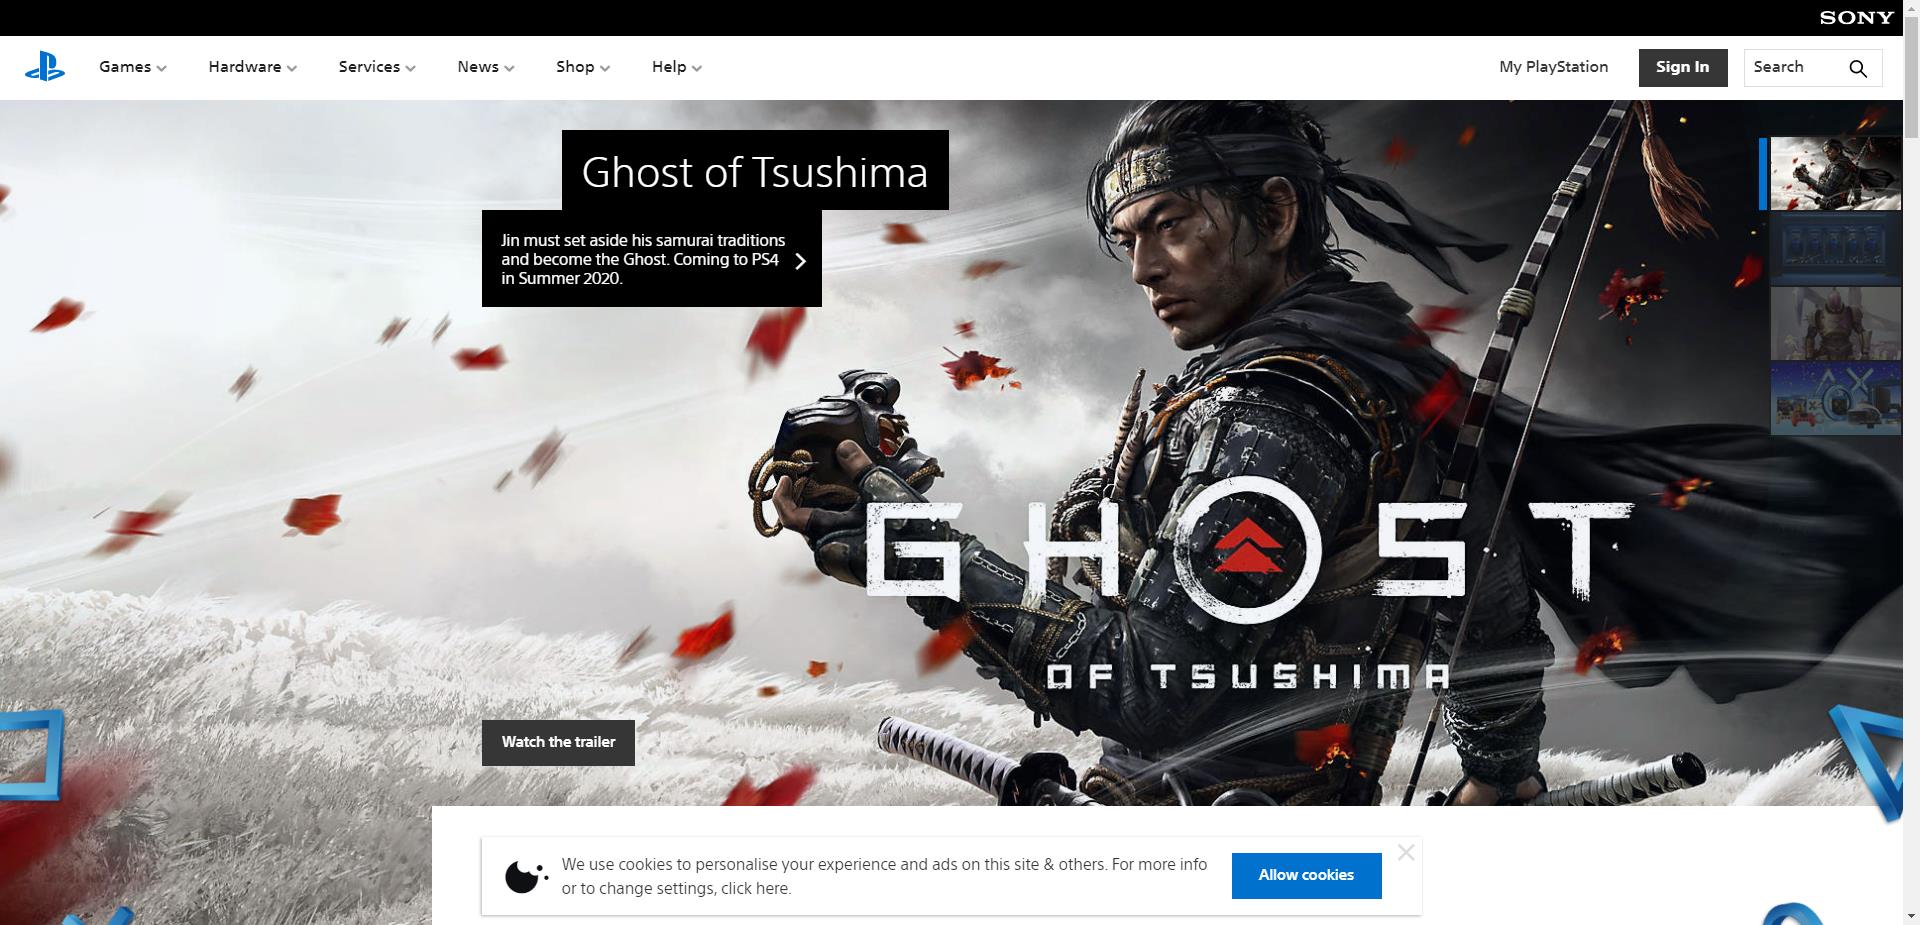 SONY
Games
Hardware
Services
News
Shop
Help
My PlayStation
Sign In
Search
Ghost of Tsushima
Jin must set aside his samurai traditions
and become the Ghost. Coming to PS4
in Summer 2020.
GHOST
OF TSUSHIMA
Watch the trailer
We use cookies to personalise your experience and ads on this site & others. For more info
or to change settings, click here.
Allow cookies